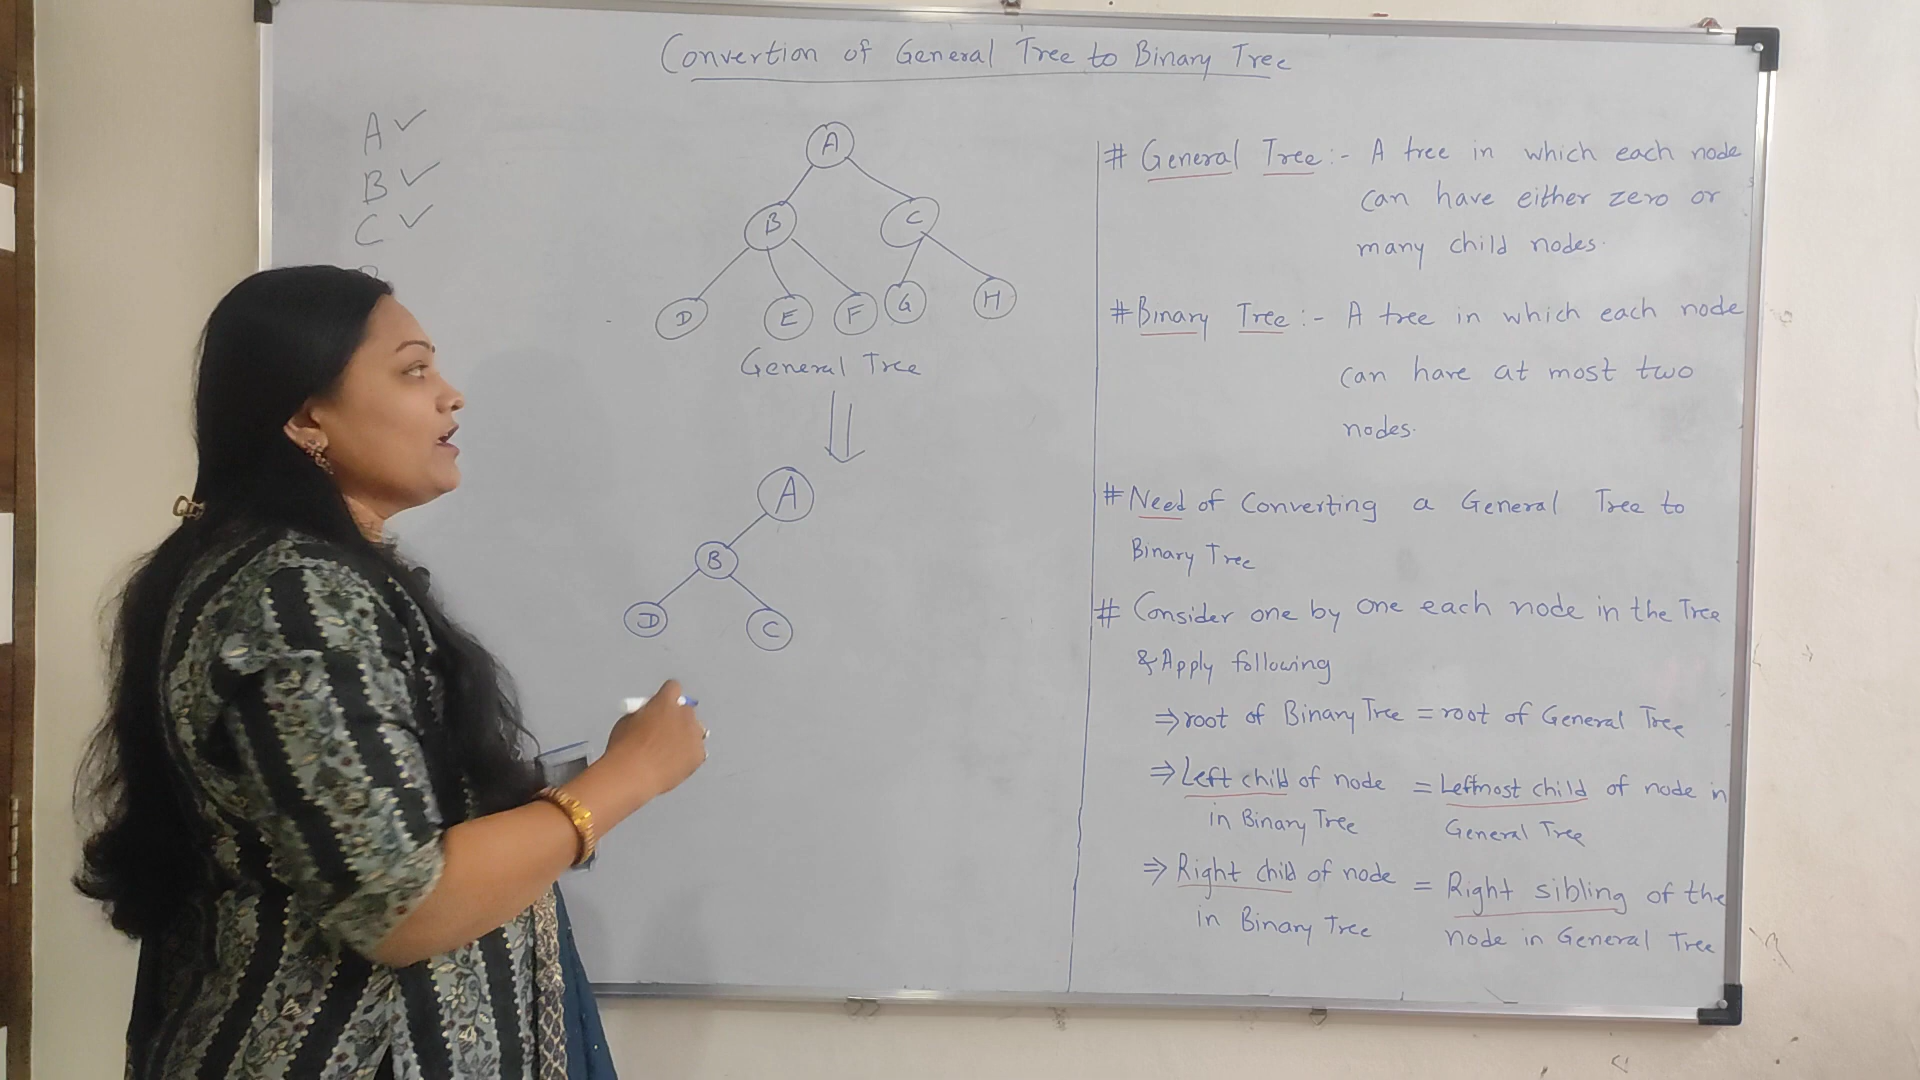 Convertion of General Tree to Binary Tree
A ✓
B ✓
C ✓
A
B C
D E F G H
General Tree
A
B
D C
# General Tree :- A tree in which each node
can have either zero or
many child nodes.
# Binary Tree :- A tree in which each node
can have at most two
nodes.
# Need of Converting a General Tree to
Binary Tree
# Consider one by one each node in the Tree
& Apply following
⇒ root of Binary Tree = root of General Tree
⇒ Left child of node = Leftmost child of node in
in Binary Tree General Tree
⇒ Right child of node = Right sibling of the
in Binary Tree node in General Tree